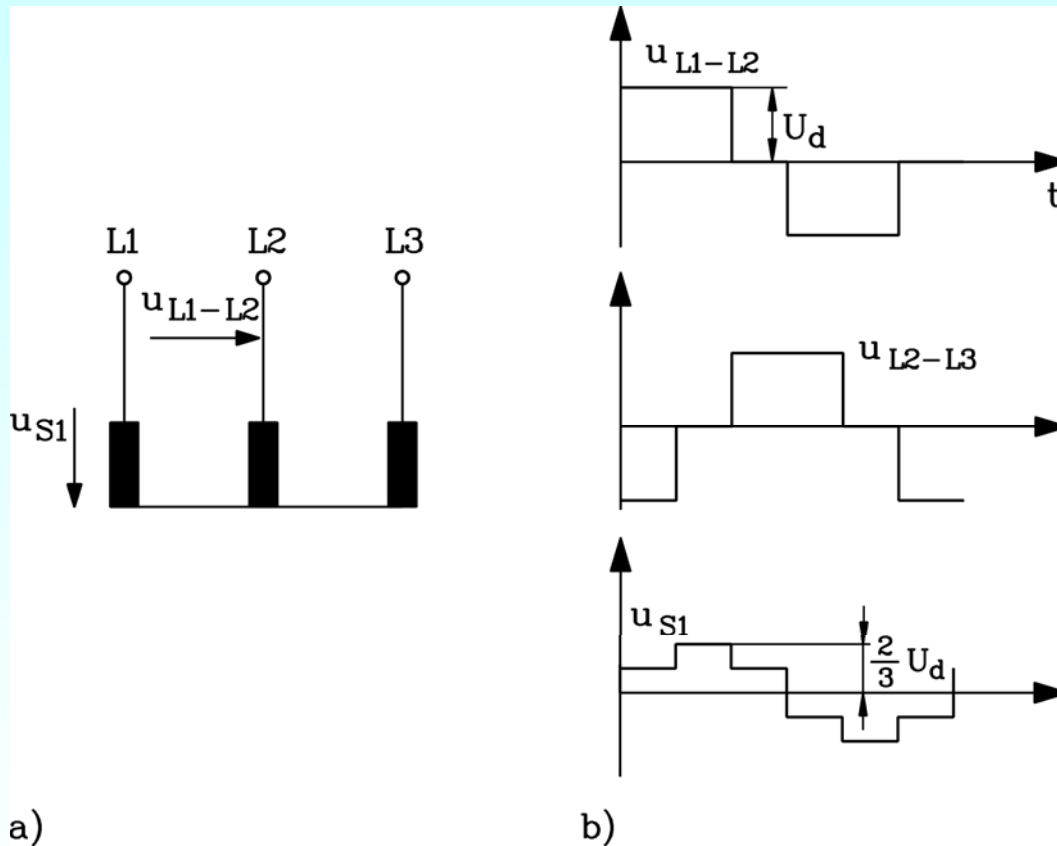 L1 L2 L3
u L1-L2
u S1
a)
u L1-L2
U d
t
u L2-L3
u S1
2/3 U d
b)